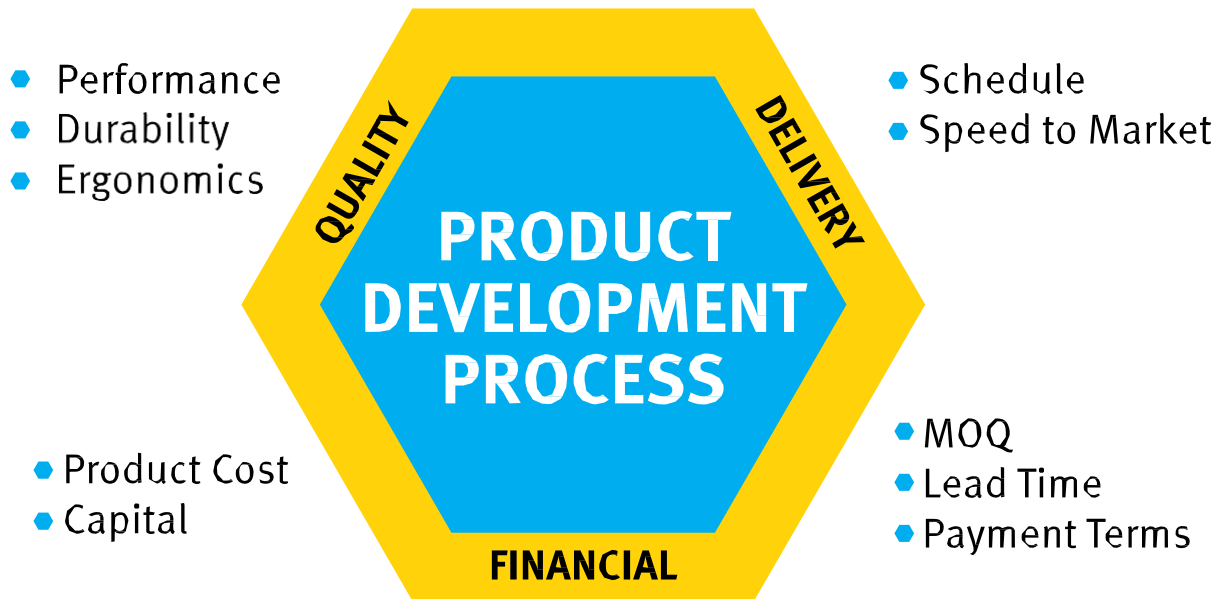 Performance
Durability
Ergonomics
QUALITY
DELIVERY
Schedule
Speed to Market
PRODUCT
DEVELOPMENT
PROCESS
Product Cost
Capital
FINANCIAL
MOQ
Lead Time
Payment Terms